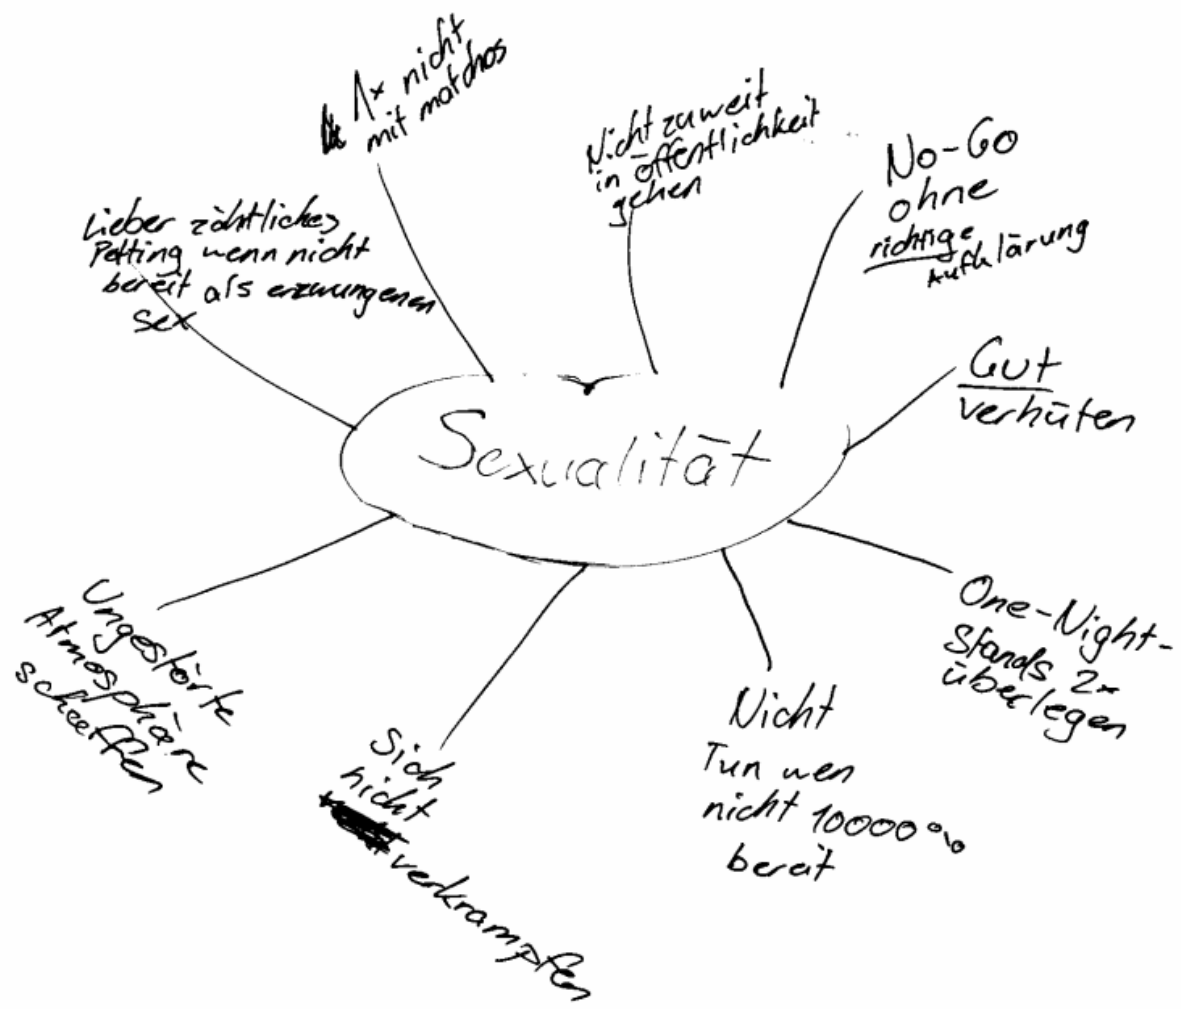 1x nicht
mit matchos
Nicht zu weit
in öffentlichkeit
gehen
No-Go
ohne
richtige
Aufklärung
Lieber zähtliches
Petting wenn nicht
bereit als erzwungenen
sex
Gut
verhüten
Sexualität
One-Night-
Stands 2x
überlegen
Nicht
Tun wen
nicht 10000%
bereit
Sich
nicht
verkrampfen
Ungestörte
Atmosphäre
schaffen